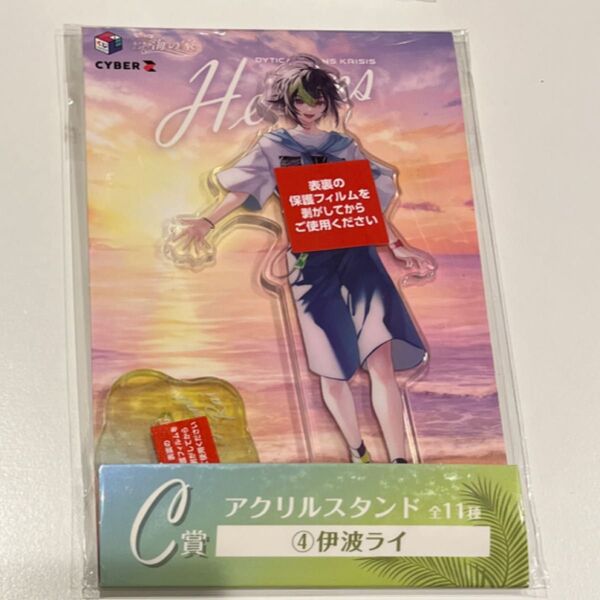 CYBER Z
Heroes
表裏の
保護フィルムを
剥がしてから
ご使用ください
C賞
アクリルスタンド 全11種
④伊波ライ